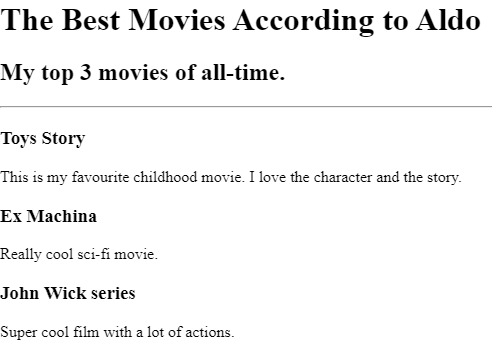 The Best Movies According to Aldo
My top 3 movies of all-time.
Toys Story
This is my favourite childhood movie. I love the character and the story.
Ex Machina
Really cool sci-fi movie.
John Wick series
Super cool film with a lot of actions.